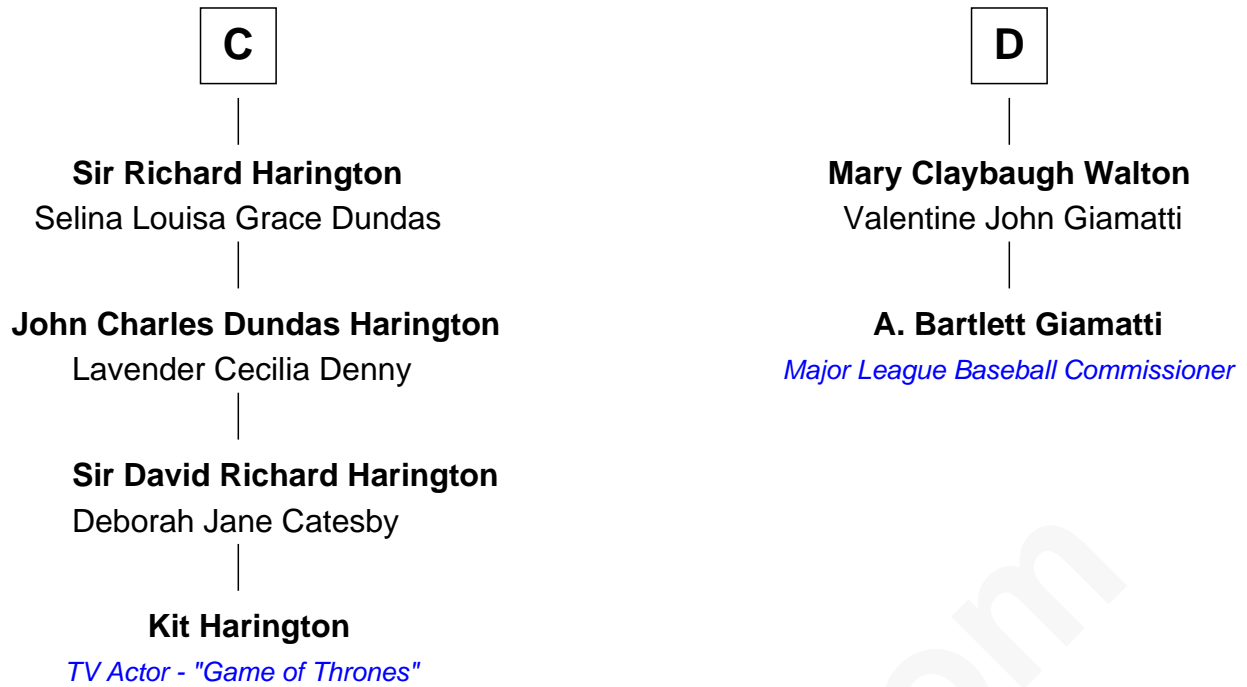 C
Sir Richard Harington
Selina Louisa Grace Dundas
John Charles Dundas Harington
Lavender Cecilia Denny
Sir David Richard Harington
Deborah Jane Catesby
Kit Harington
TV Actor - "Game of Thrones"
D
Mary Claybaugh Walton
Valentine John Giamatti
A. Bartlett Giamatti
Major League Baseball Commissioner
om